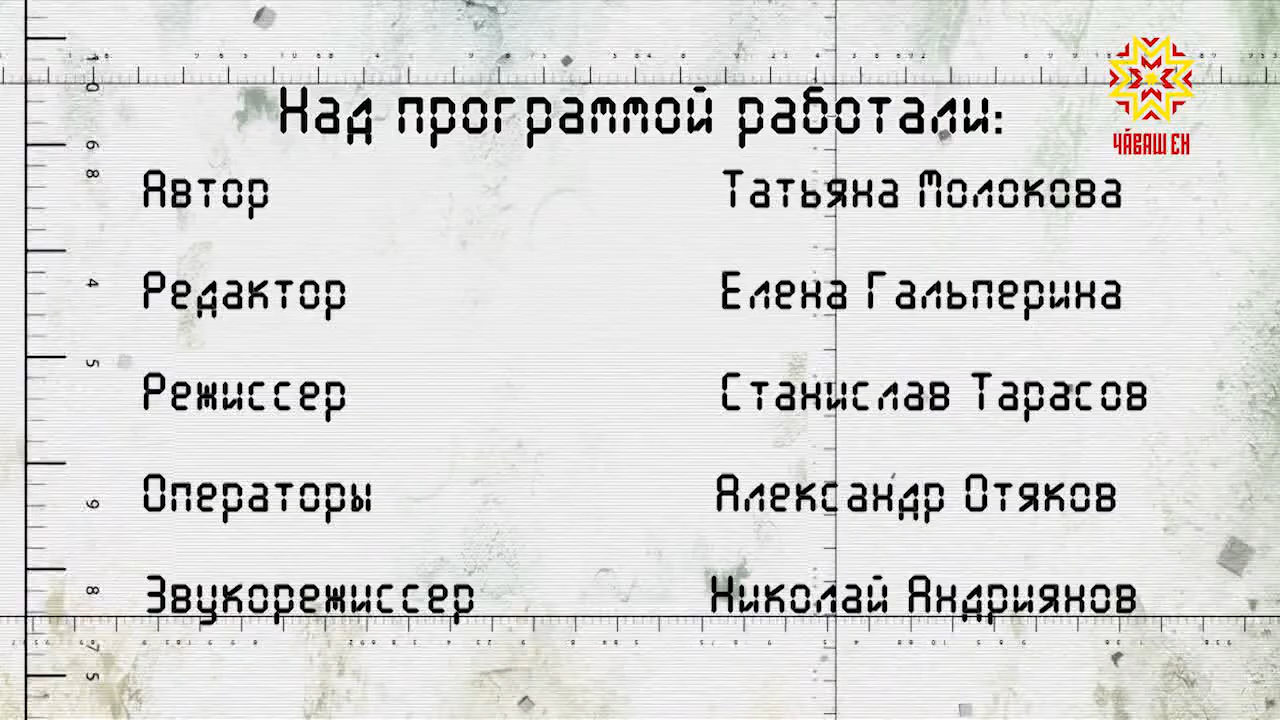 Над программой работали:
ЧӐВАШ ЕН
Автор Татьяна Молокова
Редактор Елена Гальперина
Режиссер Станислав Тарасов
Операторы Александр Отяков
Звукорежиссер Николай Андриянов